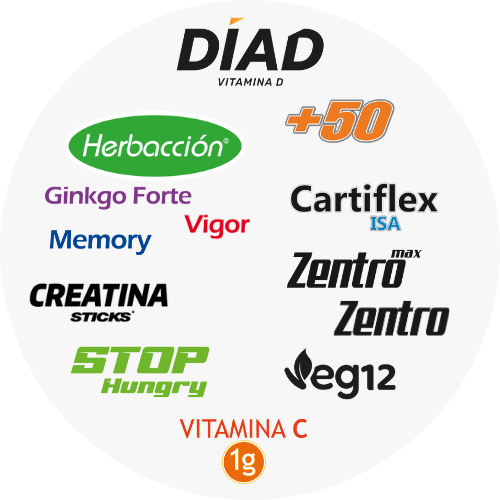 DÍAD
VITAMINA D
+50
Herbacción®
Ginkgo Forte
Vigor
Memory
Cartiflex
ISA
Zentro max
Zentro
CREATINA
STICKS®
STOP
Hungry
Veg12
VITAMINA C
1g